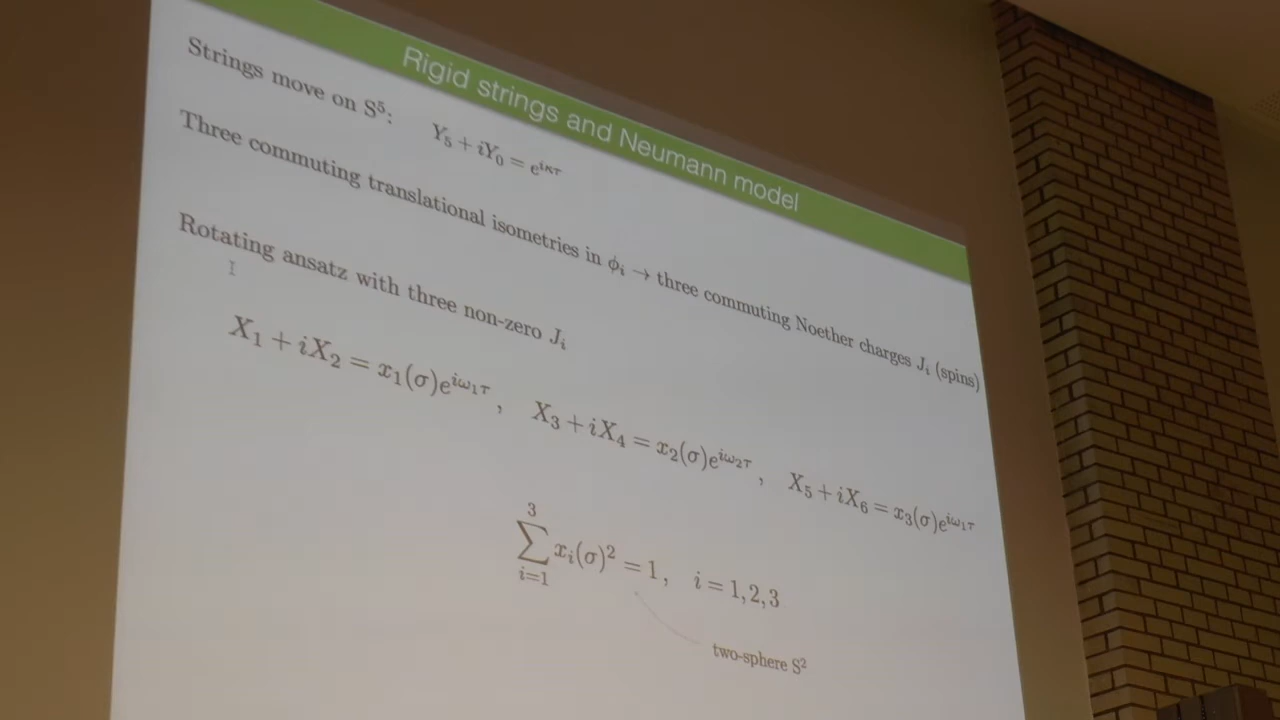 Rigid strings and Neumann model
Strings move on S⁵: Y₅ + iY₀ = e^{iκτ}
Three commuting translational isometries in ϕᵢ → three commuting Noether charges Jᵢ (spins)
Rotating ansatz with three non-zero Jᵢ
X₁ + iX₂ = x₁(σ)e^{iω₁τ} , X₃ + iX₄ = x₂(σ)e^{iω₂τ} , X₅ + iX₆ = x₃(σ)e^{iω₁τ}
∑_{i=1}^{3} xᵢ(σ)² = 1 , i = 1, 2, 3
two-sphere S²